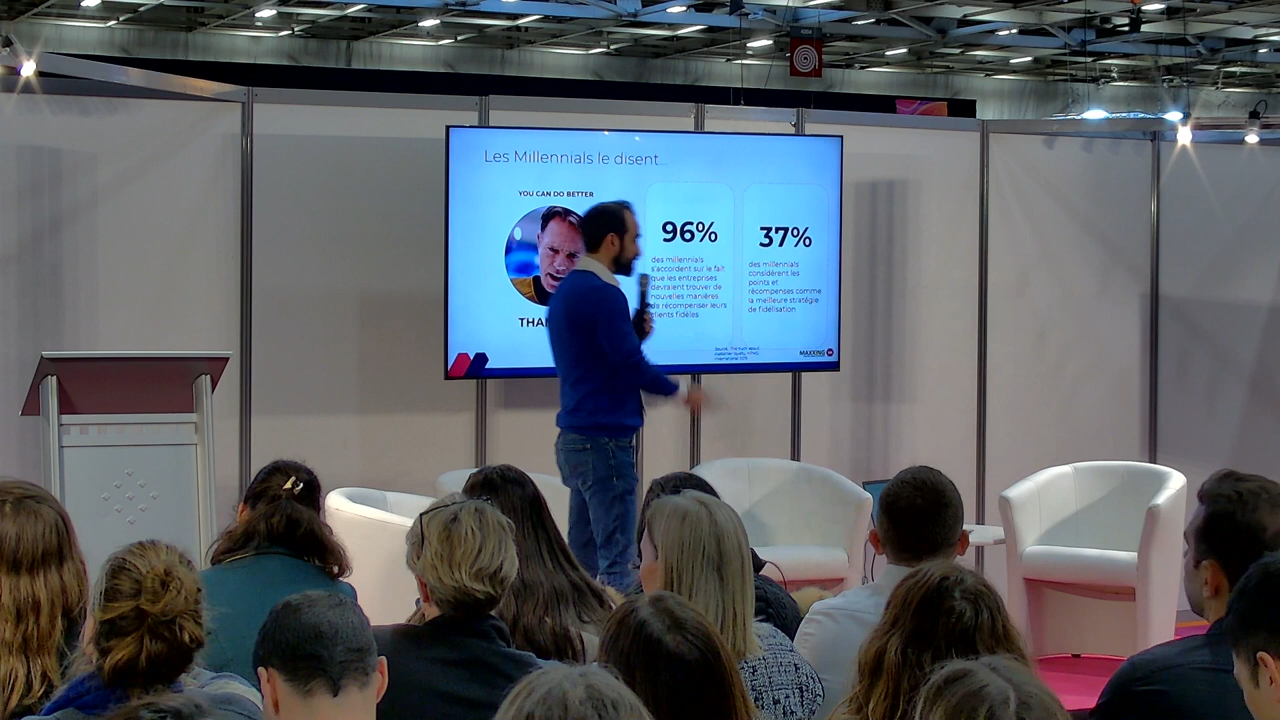 Les Millennials le disent...
YOU CAN DO BETTER
THAN
96%
des millennials
s'accordent sur le fait
que les entreprises
devraient trouver de
nouvelles manières
de récompenser leurs
clients fidèles
37%
des millennials
considèrent les
points et
récompenses comme
la meilleure stratégie
de fidélisation
MAXXING